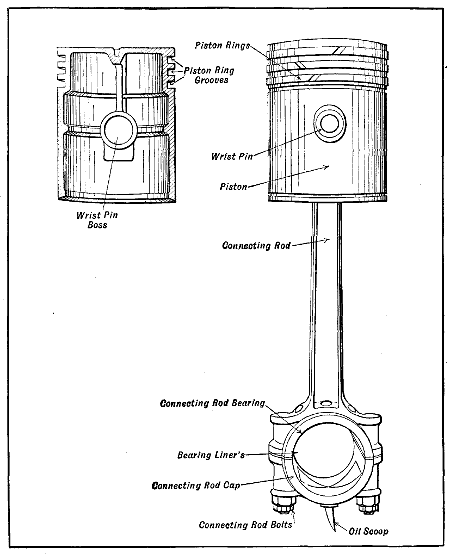 Piston Rings
Piston Ring
Grooves
Wrist Pin
Piston
Wrist Pin
Boss
Connecting Rod
Connecting Rod Bearing
Bearing Liner's
Connecting Rod Cap
Connecting Rod Bolts
Oil Scoop